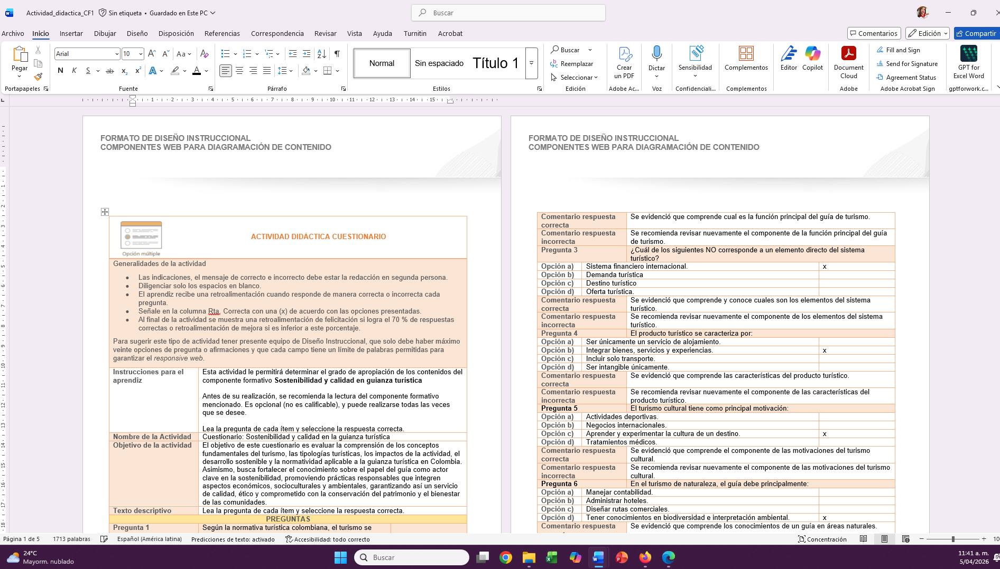 Actividad_didactica_CF1 Sin etiqueta • Guardado en Este PC
Buscar
Archivo Inicio Insertar Dibujar Diseño Disposición Referencias Correspondencia Revisar Vista Ayuda Turnitin Acrobat
Comentarios Edición Compartir
Pegar
Portapapeles
Arial 10
Aa
N K S ab x₂ x² A A
Fuente
Párrafo
Normal Sin espaciado Título 1
Estilos
Buscar
Reemplazar
Seleccionar
Edición
Crear
un PDF
Adobe Ac...
Dictar
Voz
Sensibilidad
Confidenciali...
Complementos
Complementos
Editor Copilot
Document
Cloud
Adobe
Fill and Sign
Send for Signature
Agreement Status
Adobe Acrobat Sign
GPT for
Excel Word
gptforwork.c...
1 2 3 4 5 6 7 8 9 10 11 12 13 14 15
FORMATO DE DISEÑO INSTRUCCIONAL
COMPONENTES WEB PARA DIAGRAMACIÓN DE CONTENIDO
Opción múltiple
ACTIVIDAD DIDÁCTICA CUESTIONARIO
Generalidades de la actividad
• Las indicaciones, el mensaje de correcto e incorrecto debe estar la redacción en segunda persona.
• Diligenciar solo los espacios en blanco.
• El aprendiz recibe una retroalimentación cuando responde de manera correcta o incorrecta cada
pregunta.
• Señale en la columna Rta. Correcta con una (x) de acuerdo con las opciones presentadas.
• Al final de la actividad se muestra una retroalimentación de felicitación si logra el 70 % de respuestas
correctas o retroalimentación de mejora si es inferior a este porcentaje.
Para sugerir este tipo de actividad tener presente equipo de Diseño Instruccional, que solo debe haber máximo
veinte opciones de pregunta o afirmaciones y que cada campo tiene un límite de palabras permitidas para
garantizar el responsive web.
Instrucciones para el
aprendiz
Esta actividad le permitirá determinar el grado de apropiación de los contenidos del
componente formativo Sostenibilidad y calidad en guianza turística
Antes de su realización, se recomienda la lectura del componente formativo
mencionado. Es opcional (no es calificable), y puede realizarse todas las veces
que se desee.
Lea la pregunta de cada ítem y seleccione la respuesta correcta.
Nombre de la Actividad Cuestionario: Sostenibilidad y calidad en la guianza turística
Objetivo de la actividad El objetivo de este cuestionario es evaluar la comprensión de los conceptos
fundamentales del turismo, las tipologías turísticas, los impactos de la actividad, el
desarrollo sostenible y la normatividad aplicable a la guianza turística en Colombia.
Asimismo, busca fortalecer el conocimiento sobre el papel del guía como actor
clave en la sostenibilidad, promoviendo prácticas responsables que integren
aspectos económicos, socioculturales y ambientales, garantizando así un servicio
de calidad, ético y comprometido con la conservación del patrimonio y el bienestar
de las comunidades.
Texto descriptivo Lea la pregunta de cada ítem y seleccione la respuesta correcta.
PREGUNTAS
Pregunta 1 Según la normativa turística colombiana, el turismo se
FORMATO DE DISEÑO INSTRUCCIONAL
COMPONENTES WEB PARA DIAGRAMACIÓN DE CONTENIDO
Comentario respuesta
correcta
Se evidenció que comprende cual es la función principal del guía de turismo.
Comentario respuesta
incorrecta
Se recomienda revisar nuevamente el componente de la función principal del guía
de turismo.
Pregunta 3 ¿Cuál de los siguientes NO corresponde a un elemento directo del sistema
turístico?
Opción a) Sistema financiero internacional. x
Opción b) Demanda turística
Opción c) Destino turístico
Opción d) Oferta turística.
Comentario respuesta
correcta
Se evidenció que comprende y conoce cuales son los elementos del sistema
turístico.
Comentario respuesta
incorrecta
Se recomienda revisar nuevamente el componente de los elementos del sistema
turístico.
Pregunta 4 El producto turístico se caracteriza por:
Opción a) Ser únicamente un servicio de alojamiento.
Opción b) Integrar bienes, servicios y experiencias. x
Opción c) Incluir solo transporte.
Opción d) Ser intangible únicamente.
Comentario respuesta
correcta
Se evidenció que comprende las características del producto turístico.
Comentario respuesta
incorrecta
Se recomienda revisar nuevamente el componente de las características del
producto turístico.
Pregunta 5 El turismo cultural tiene como principal motivación:
Opción a) Actividades deportivas.
Opción b) Negocios internacionales.
Opción c) Aprender y experimentar la cultura de un destino. x
Opción d) Tratamientos médicos.
Comentario respuesta
correcta
Se evidenció que comprende el componente de las motivaciones del turismo
cultural.
Comentario respuesta
incorrecta
Se recomienda revisar nuevamente el componente de las motivaciones del turismo
cultural.
Pregunta 6 En el turismo de naturaleza, el guía debe principalmente:
Opción a) Manejar contabilidad.
Opción b) Administrar hoteles.
Opción c) Diseñar rutas comerciales.
Opción d) Tener conocimientos en biodiversidad e interpretación ambiental. x
Comentario respuesta Se evidenció que comprende los conocimientos de un guía en áreas naturales.
Página 1 de 5 1713 palabras Español (América latina) Predicciones de texto: activado Accesibilidad: todo correcto
Concentración
24°C
Mayorm. nublado
Buscar
11:41 a. m.
5/04/2026